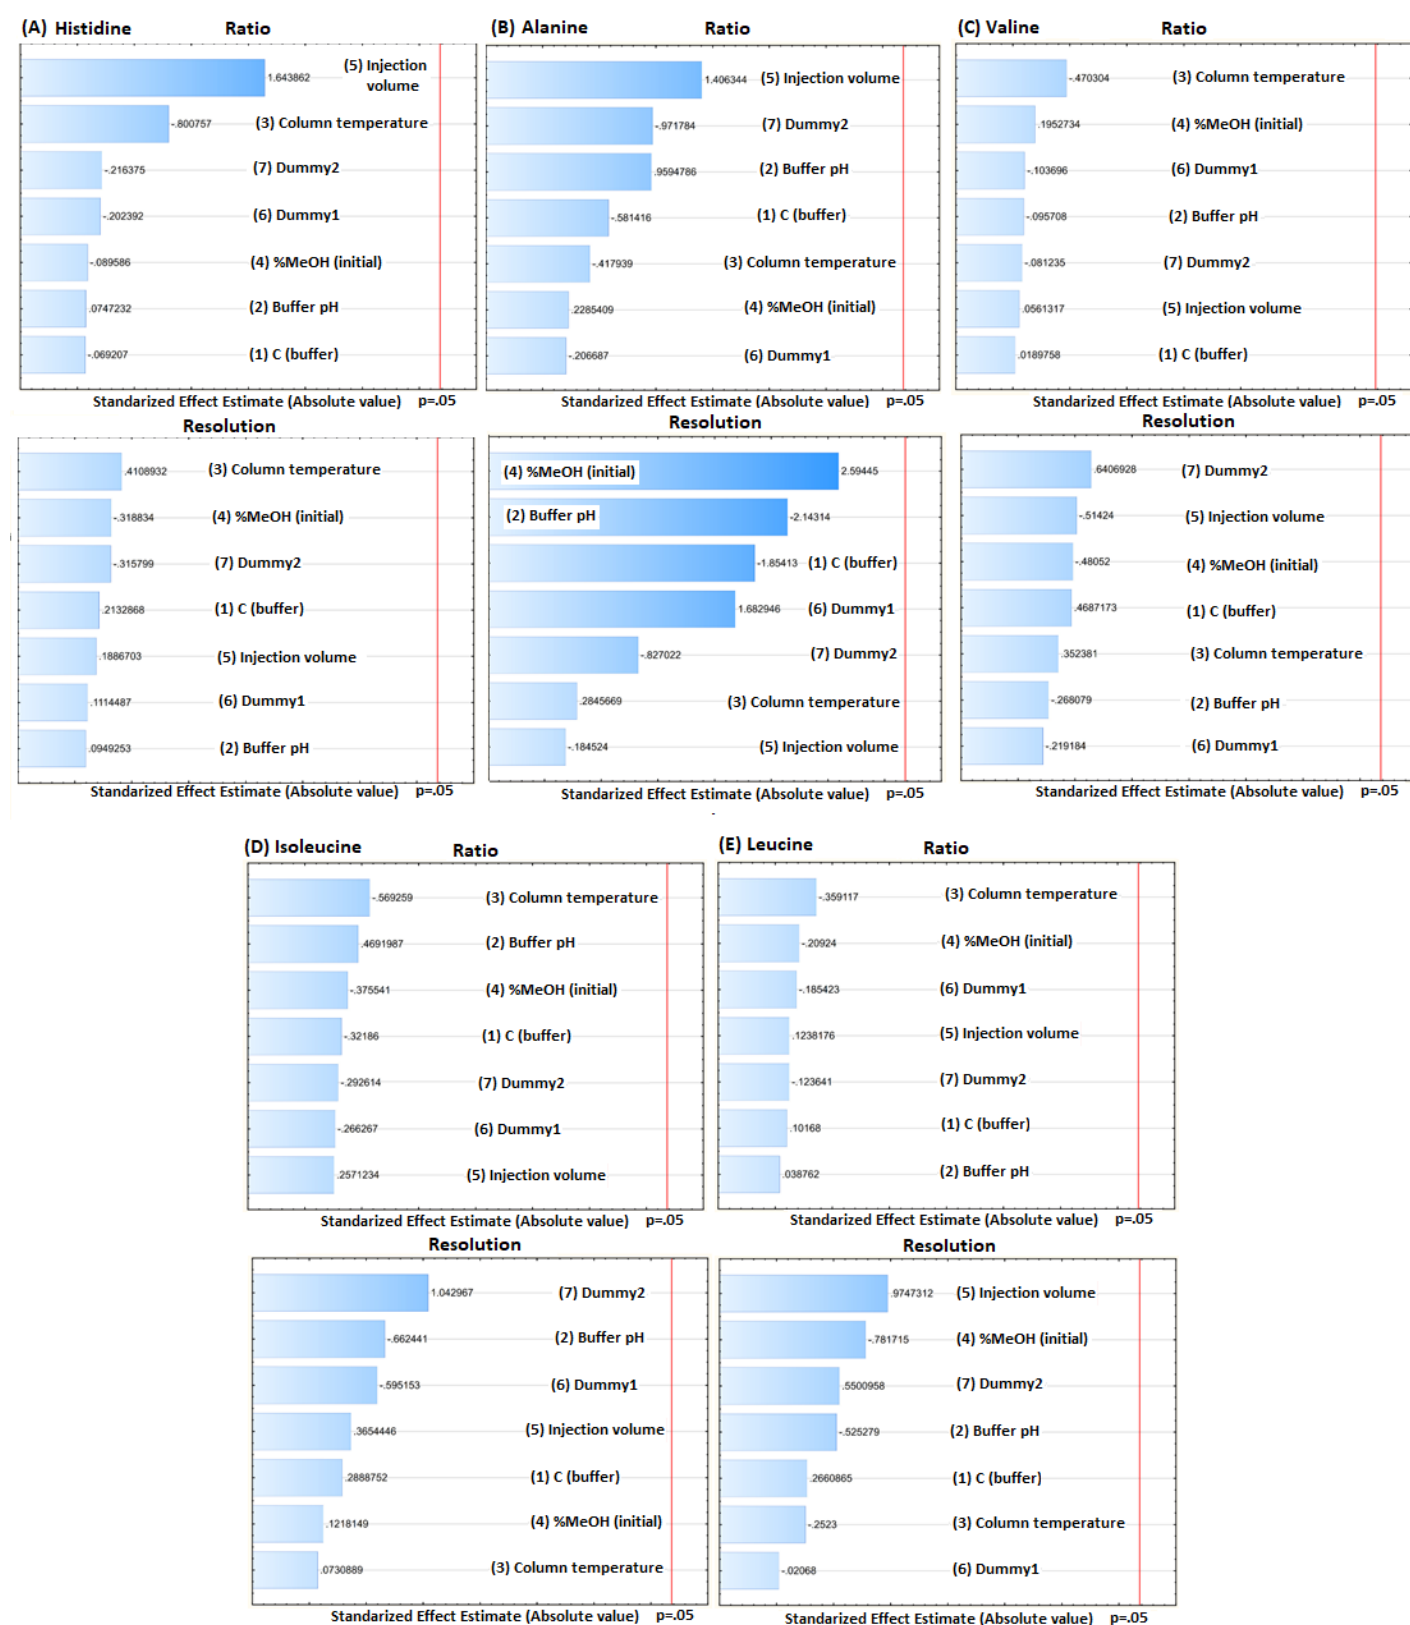 (A) Histidine Ratio
(5) Injection
volume
1.643862
-.800757 (3) Column temperature
-.216375 (7) Dummy2
-.202392 (6) Dummy1
-.089586 (4) %MeOH (initial)
.0747232 (2) Buffer pH
-.069207 (1) C (buffer)
Standarized Effect Estimate (Absolute value) p=.05
(B) Alanine Ratio
1.406344 (5) Injection volume
-.971784 (7) Dummy2
.9594786 (2) Buffer pH
-.581416 (1) C (buffer)
-.417939 (3) Column temperature
.2285409 (4) %MeOH (initial)
-.206687 (6) Dummy1
Standarized Effect Estimate (Absolute value) p=.05
(C) Valine Ratio
-.470304 (3) Column temperature
.1952734 (4) %MeOH (initial)
-.103696 (6) Dummy1
-.095708 (2) Buffer pH
-.081235 (7) Dummy2
.0561317 (5) Injection volume
.0189758 (1) C (buffer)
Standarized Effect Estimate (Absolute value) p=.05
Resolution
.4108932 (3) Column temperature
-.318834 (4) %MeOH (initial)
-.315799 (7) Dummy2
.2132868 (1) C (buffer)
.1886703 (5) Injection volume
.1114487 (6) Dummy1
.0949253 (2) Buffer pH
Standarized Effect Estimate (Absolute value) p=.05
Resolution
(4) %MeOH (initial) 2.59445
(2) Buffer pH -2.14314
-1.85413 (1) C (buffer)
1.682946 (6) Dummy1
-.827022 (7) Dummy2
.2845669 (3) Column temperature
-.184524 (5) Injection volume
Standarized Effect Estimate (Absolute value) p=.05
Resolution
.6406928 (7) Dummy2
-.51424 (5) Injection volume
-.48052 (4) %MeOH (initial)
.4687173 (1) C (buffer)
.352381 (3) Column temperature
-.268079 (2) Buffer pH
-.219184 (6) Dummy1
Standarized Effect Estimate (Absolute value) p=.05
(D) Isoleucine Ratio
-.569259 (3) Column temperature
.4691987 (2) Buffer pH
-.375541 (4) %MeOH (initial)
-.32186 (1) C (buffer)
-.292614 (7) Dummy2
-.266267 (6) Dummy1
.2571234 (5) Injection volume
Standarized Effect Estimate (Absolute value) p=.05
(E) Leucine Ratio
-.359117 (3) Column temperature
-.20924 (4) %MeOH (initial)
-.185423 (6) Dummy1
.1238176 (5) Injection volume
-.123641 (7) Dummy2
.10168 (1) C (buffer)
.038762 (2) Buffer pH
Standarized Effect Estimate (Absolute value) p=.05
Resolution
1.042967 (7) Dummy2
-.662441 (2) Buffer pH
-.595153 (6) Dummy1
.3654446 (5) Injection volume
.2888752 (1) C (buffer)
.1218149 (4) %MeOH (initial)
.0730889 (3) Column temperature
Standarized Effect Estimate (Absolute value) p=.05
Resolution
.9747312 (5) Injection volume
-.781715 (4) %MeOH (initial)
.5500958 (7) Dummy2
-.525279 (2) Buffer pH
.2660865 (1) C (buffer)
-.2523 (3) Column temperature
-.02068 (6) Dummy1
Standarized Effect Estimate (Absolute value) p=.05